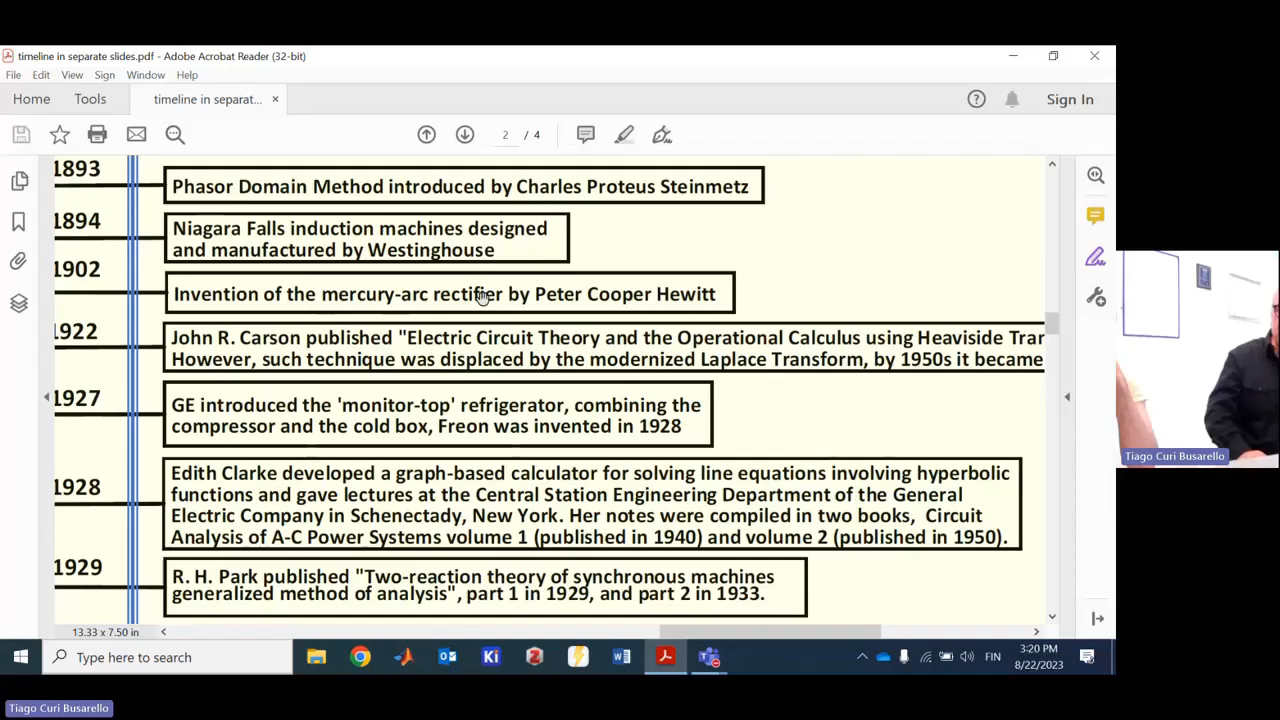 timeline in separate slides.pdf - Adobe Acrobat Reader (32-bit)
File Edit View Sign Window Help
Home Tools timeline in separat... × Sign In
2 / 4
1893
Phasor Domain Method introduced by Charles Proteus Steinmetz
1894
Niagara Falls induction machines designed
and manufactured by Westinghouse
1902
Invention of the mercury-arc rectifier by Peter Cooper Hewitt
1922
John R. Carson published "Electric Circuit Theory and the Operational Calculus using Heaviside Tran
However, such technique was displaced by the modernized Laplace Transform, by 1950s it became
1927
GE introduced the 'monitor-top' refrigerator, combining the
compressor and the cold box, Freon was invented in 1928
1928
Edith Clarke developed a graph-based calculator for solving line equations involving hyperbolic
functions and gave lectures at the Central Station Engineering Department of the General
Electric Company in Schenectady, New York. Her notes were compiled in two books, Circuit
Analysis of A-C Power Systems volume 1 (published in 1940) and volume 2 (published in 1950).
1929
R. H. Park published "Two-reaction theory of synchronous machines
generalized method of analysis", part 1 in 1929, and part 2 in 1933.
13.33 x 7.50 in
Tiago Curi Busarello
Type here to search
Ki
FIN
3:20 PM
8/22/2023
Tiago Curi Busarello